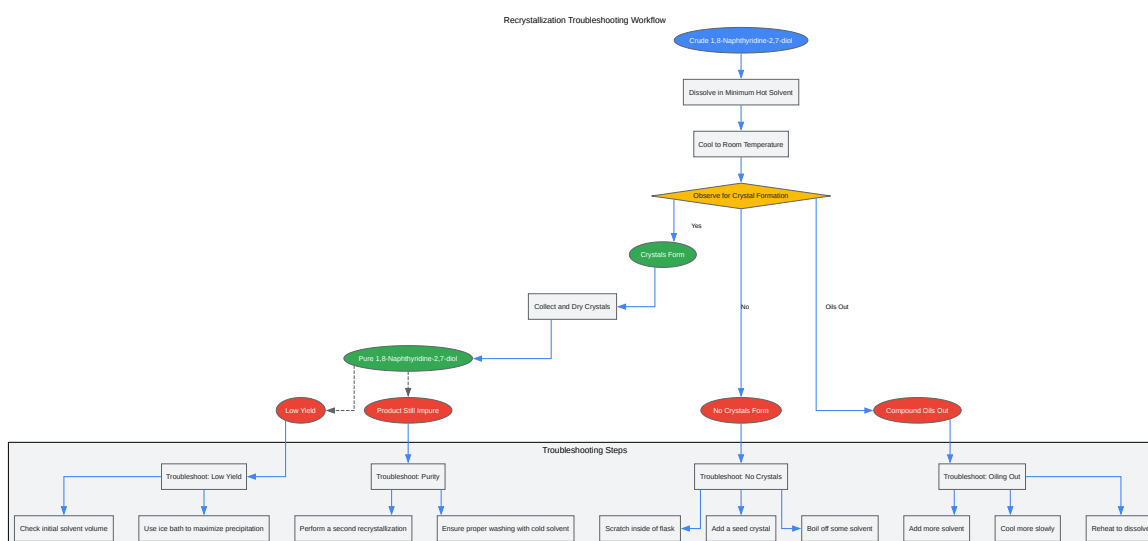 Recrystallization Troubleshooting Workflow
Crude 1,8-Naphthyridine-2,7-diol
Dissolve in Minimum Hot Solvent
Cool to Room Temperature
Observe for Crystal Formation
Yes
Crystals Form
Collect and Dry Crystals
No
Oils Out
Pure 1,8-Naphthyridine-2,7-diol
Low Yield
Product Still Impure
No Crystals Form
Compound Oils Out
Troubleshooting Steps
Troubleshoot: Low Yield
Troubleshoot: Purity
Troubleshoot: No Crystals
Troubleshoot: Oiling Out
Check initial solvent volume
Use ice bath to maximize precipitation
Perform a second recrystallization
Ensure proper washing with cold solvent
Scratch inside of flask
Add a seed crystal
Boil off some solvent
Add more solvent
Cool more slowly
Reheat to dissolve